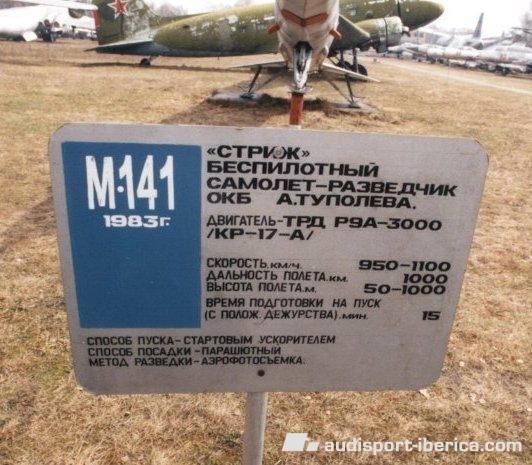 М-141
1983г.
«СТРИЖ»
БЕСПИЛОТНЫЙ
САМОЛЕТ-РАЗВЕДЧИК
ОКБ А.ТУПОЛЕВА.
ДВИГАТЕЛЬ-ТРД Р9А-3000
/КР-17-А/
СКОРОСТЬ,КМ/Ч. 950-1100
ДАЛЬНОСТЬ ПОЛЕТА.КМ. 1000
ВЫСОТА ПОЛЕТА.М. 50-1000
ВРЕМЯ ПОДГОТОВКИ НА ПУСК
(С ПОЛОЖ. ДЕЖУРСТВА).МИН. 15
СПОСОБ ПУСКА-СТАРТОВЫМ УСКОРИТЕЛЕМ
СПОСОБ ПОСАДКИ-ПАРАШЮТНЫЙ
МЕТОД РАЗВЕДКИ-АЭРОФОТОСЪЕМКА.
audisport-iberica.com